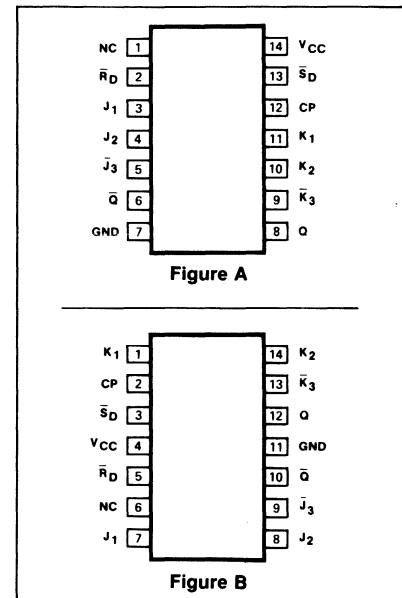 NC 1 14 VCC
R̄D 2 13 S̄D
J1 3 12 CP
J2 4 11 K1
J̄3 5 10 K2
Q̄ 6 9 K̄3
GND 7 8 Q
Figure A
K1 1 14 K2
CP 2 13 K̄3
S̄D 3 12 Q
VCC 4 11 GND
R̄D 5 10 Q̄
NC 6 9 J̄3
J1 7 8 J2
Figure B